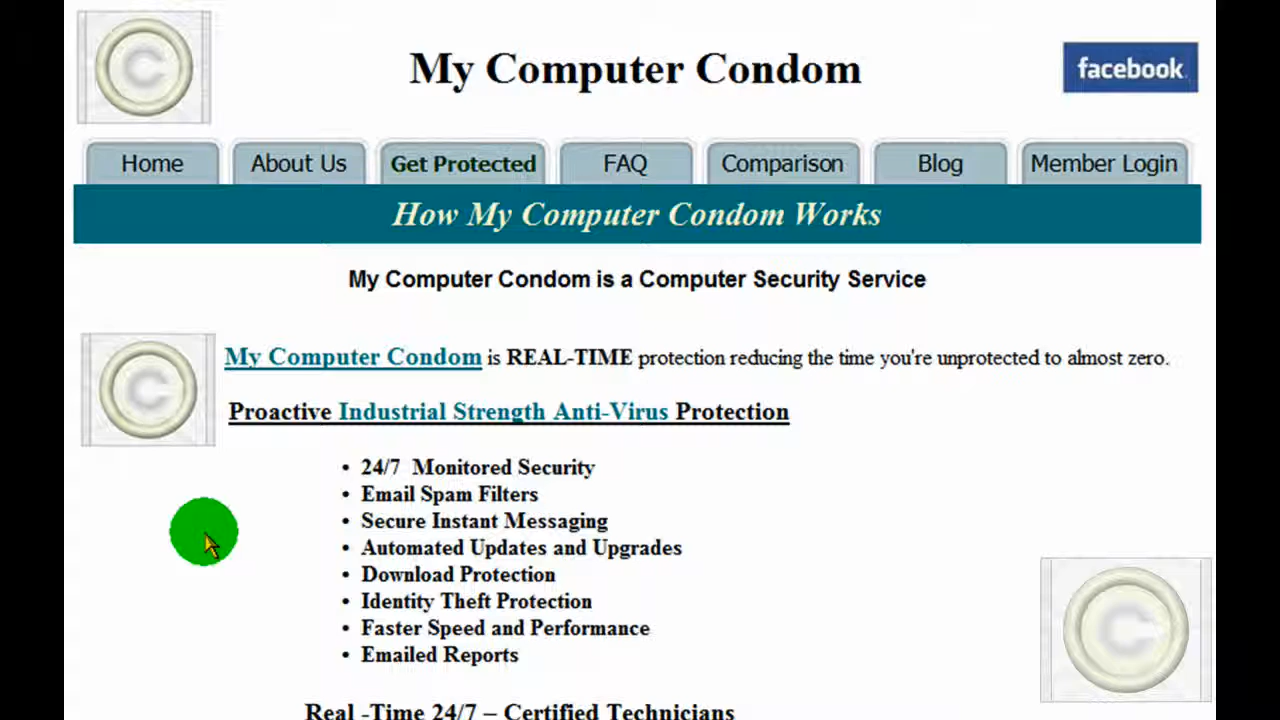 My Computer Condom
facebook
Home About Us Get Protected FAQ Comparison Blog Member Login
How My Computer Condom Works
My Computer Condom is a Computer Security Service
My Computer Condom is REAL-TIME protection reducing the time you're unprotected to almost zero.
Proactive Industrial Strength Anti-Virus Protection
• 24/7 Monitored Security
• Email Spam Filters
• Secure Instant Messaging
• Automated Updates and Upgrades
• Download Protection
• Identity Theft Protection
• Faster Speed and Performance
• Emailed Reports
Real -Time 24/7 – Certified Technicians
C
C
C